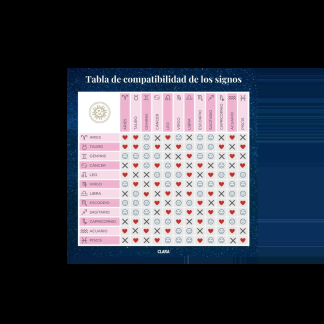 Tabla de compatibilidad de los signos
ARIES TAURO GÉMINIS CÁNCER LEO VIRGO LIBRA ESCORPIO SAGITARIO CAPRICORNIO ACUARIO PISCIS
ARIES
TAURO
GÉMINIS
CÁNCER
LEO
VIRGO
LIBRA
ESCORPIO
SAGITARIO
CAPRICORNIO
ACUARIO
PISCIS
CLARA